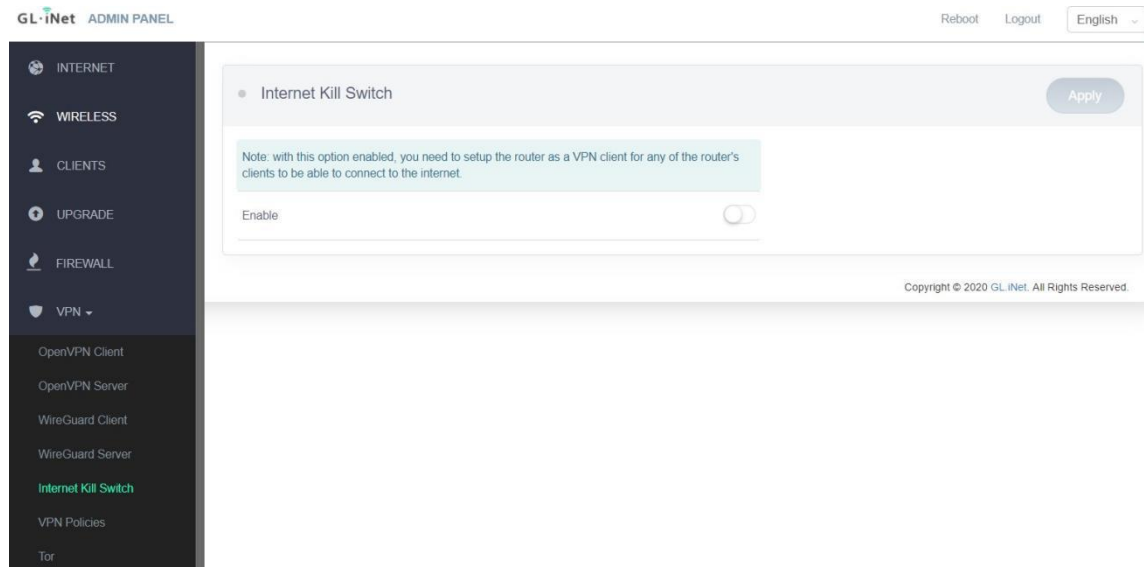 GL·iNet ADMIN PANEL
Reboot Logout English
INTERNET
WIRELESS
CLIENTS
UPGRADE
FIREWALL
VPN
OpenVPN Client
OpenVPN Server
WireGuard Client
WireGuard Server
Internet Kill Switch
VPN Policies
Tor
Internet Kill Switch
Apply
Note: with this option enabled, you need to setup the router as a VPN client for any of the router's
clients to be able to connect to the internet.
Enable
Copyright © 2020 GL.iNet. All Rights Reserved.